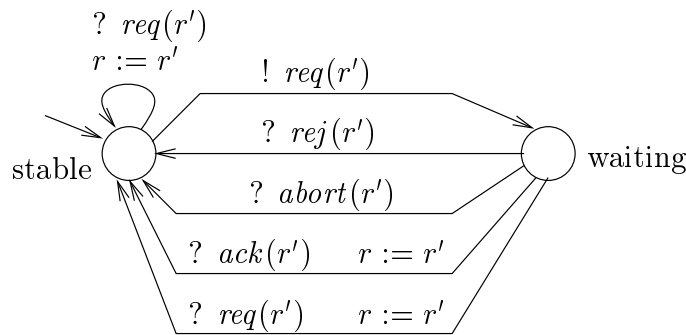 ? req(r′)
r := r′
! req(r′)
? rej(r′)
stable
waiting
? abort(r′)
? ack(r′) r := r′
? req(r′) r := r′